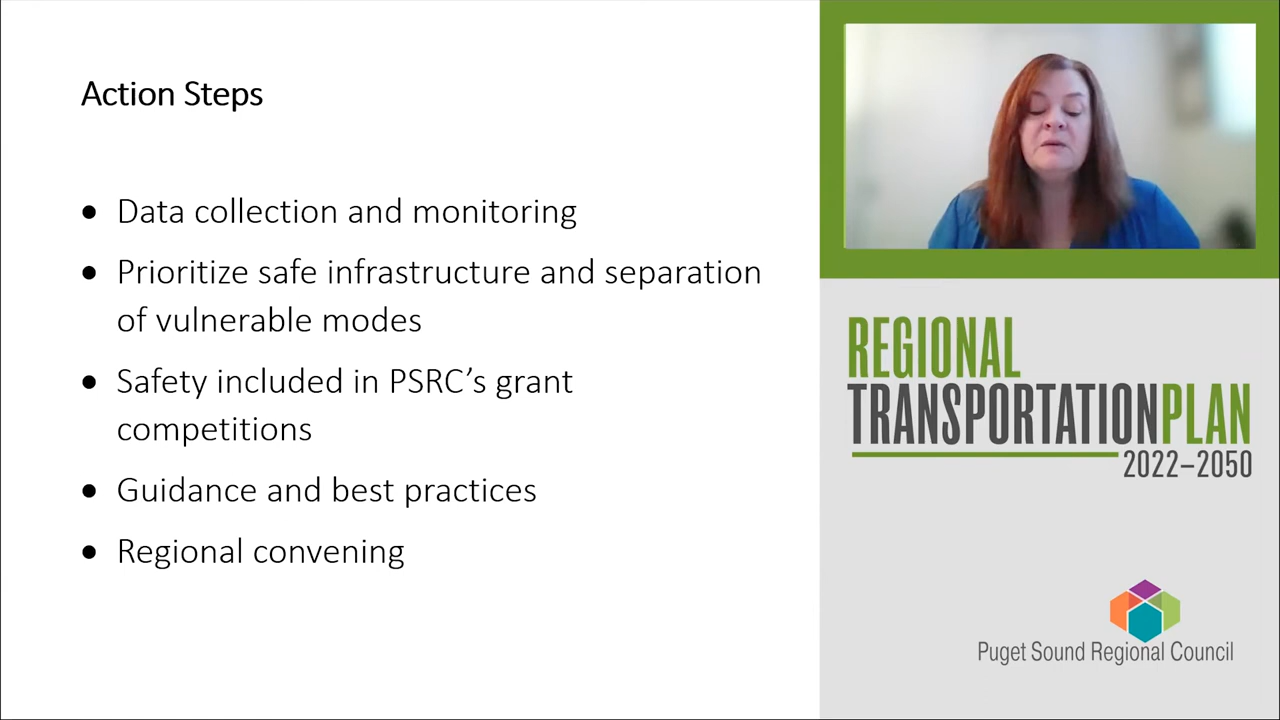 Action Steps
• Data collection and monitoring
• Prioritize safe infrastructure and separation
of vulnerable modes
• Safety included in PSRC’s grant
competitions
• Guidance and best practices
• Regional convening
REGIONAL
TRANSPORTATIONPLAN
2022–2050
Puget Sound Regional Council